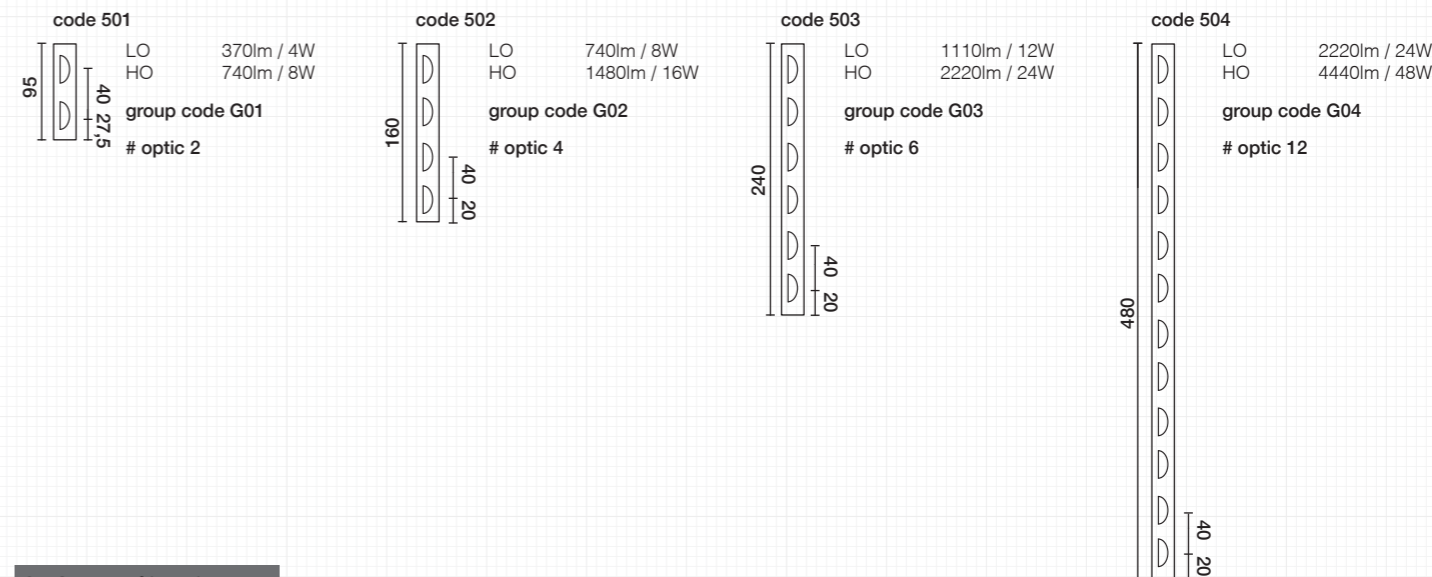 code 501
LO 370lm / 4W
HO 740lm / 8W
group code G01
# optic 2
95
40
27,5
code 502
LO 740lm / 8W
HO 1480lm / 16W
group code G02
# optic 4
160
40
20
code 503
LO 1110lm / 12W
HO 2220lm / 24W
group code G03
# optic 6
240
40
20
code 504
LO 2220lm / 24W
HO 4440lm / 48W
group code G04
# optic 12
480
40
20